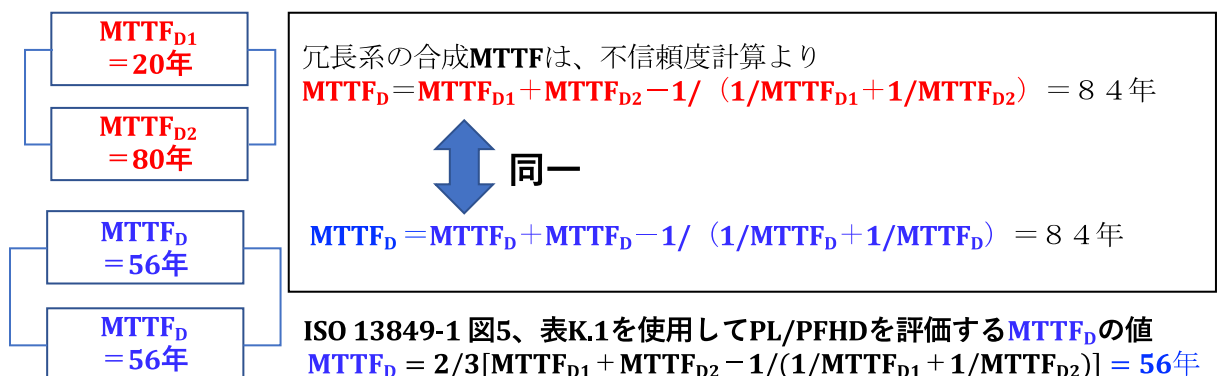 MTTFD1
＝20年
MTTFD2
＝80年
冗長系の合成MTTFは、不信頼度計算より
MTTFD＝MTTFD1＋MTTFD2－1/（1/MTTFD1＋1/MTTFD2）＝８４年
同一
MTTFD＝MTTFD＋MTTFD－1/（1/MTTFD＋1/MTTFD）＝８４年
MTTFD
＝56年
MTTFD
＝56年
ISO 13849-1 図5、表K.1を使用してPL/PFHDを評価するMTTFDの値
MTTFD = 2/3[MTTFD1＋MTTFD2－1/(1/MTTFD1＋1/MTTFD2)] = 56年